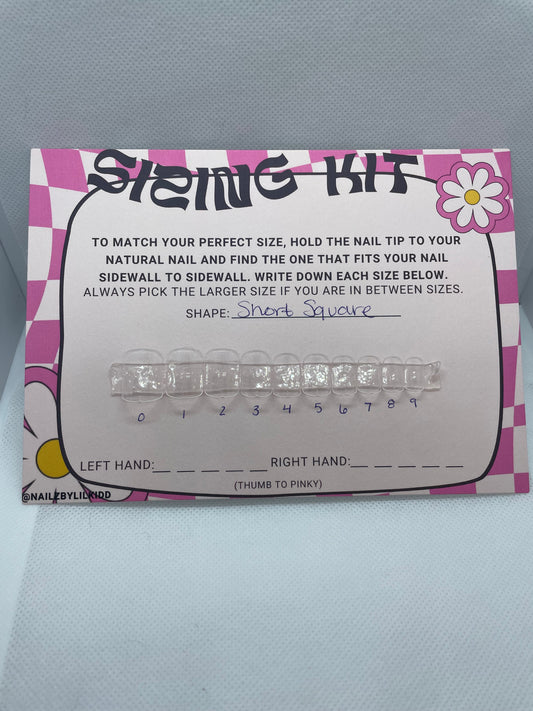 SIZING KIT
TO MATCH YOUR PERFECT SIZE, HOLD THE NAIL TIP TO YOUR
NATURAL NAIL AND FIND THE ONE THAT FITS YOUR NAIL
SIDEWALL TO SIDEWALL. WRITE DOWN EACH SIZE BELOW.
ALWAYS PICK THE LARGER SIZE IF YOU ARE IN BETWEEN SIZES.
SHAPE: Short Square
0 1 2 3 4 5 6 7 8 9
LEFT HAND:_ _ _ _ _ RIGHT HAND:_ _ _ _ _
(THUMB TO PINKY)
@NAILZBYLILKIDD